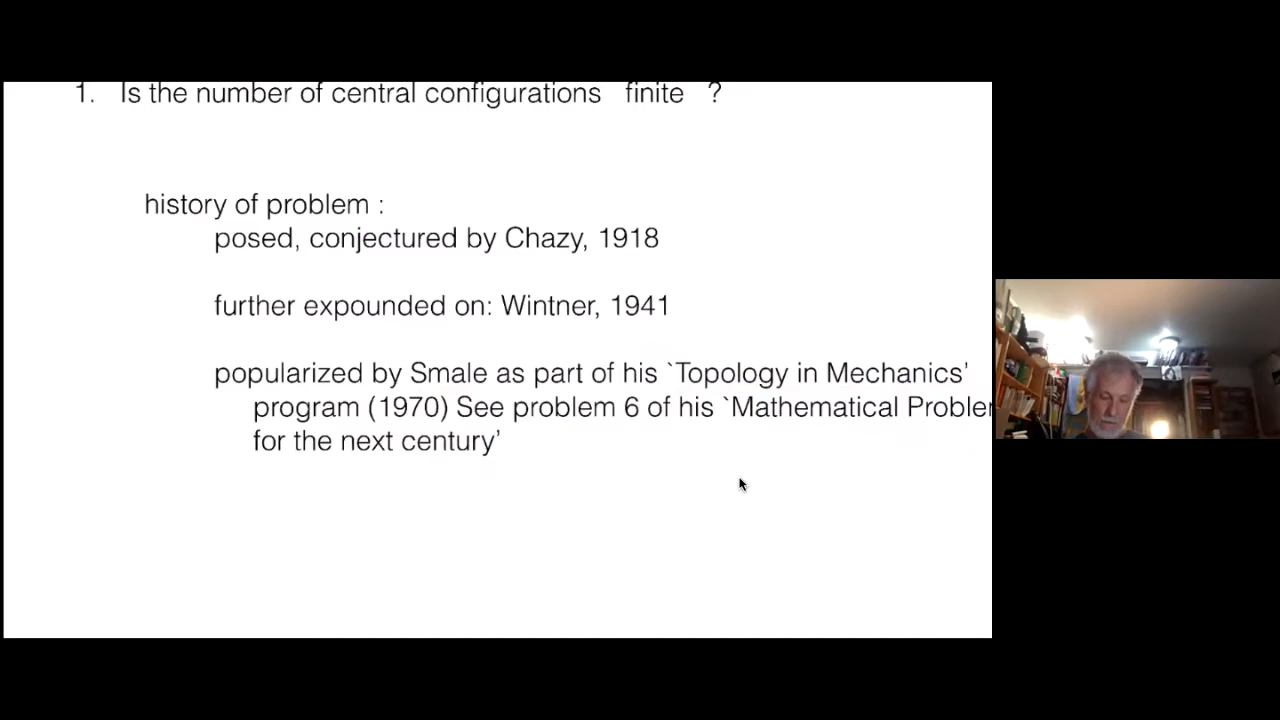 1. Is the number of central configurations finite ?
history of problem :
posed, conjectured by Chazy, 1918
further expounded on: Wintner, 1941
popularized by Smale as part of his `Topology in Mechanics’
program (1970) See problem 6 of his `Mathematical Probler
for the next century’